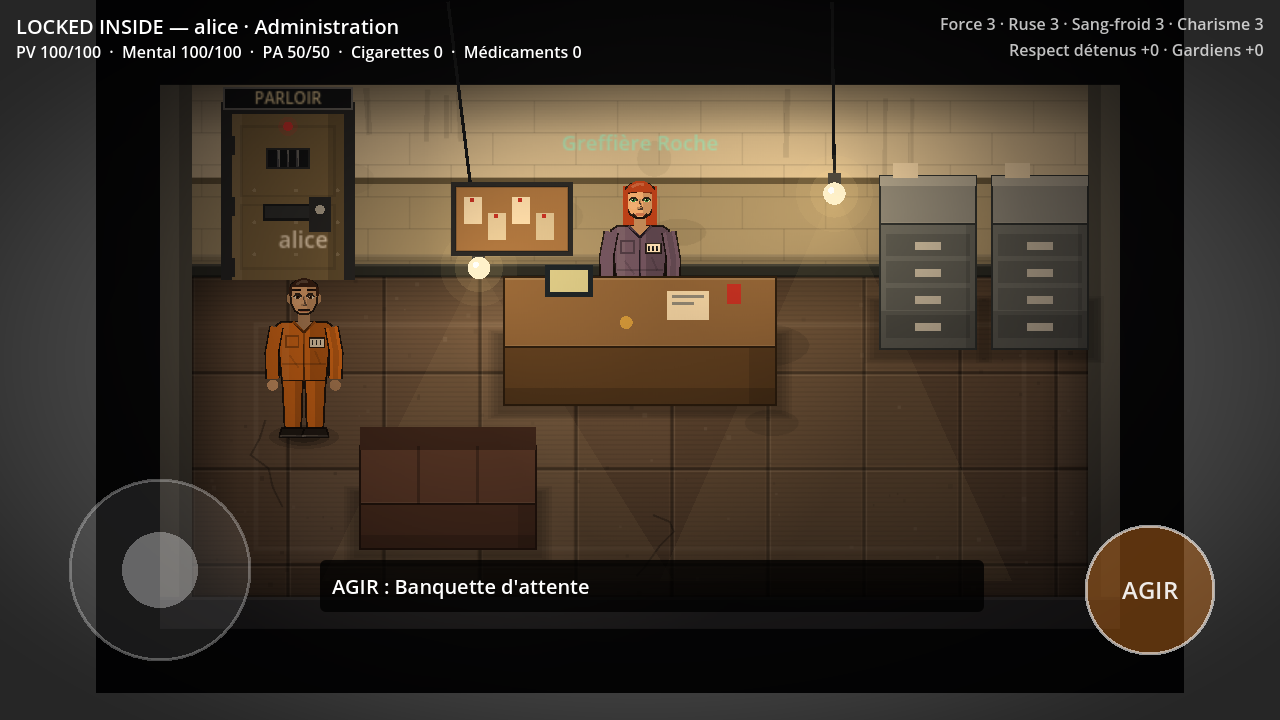 LOCKED INSIDE — alice · Administration
PV 100/100 · Mental 100/100 · PA 50/50 · Cigarettes 0 · Médicaments 0
Force 3 · Ruse 3 · Sang-froid 3 · Charisme 3
Respect détenus +0 · Gardiens +0
PARLOIR
Greffière Roche
alice
AGIR : Banquette d'attente
AGIR